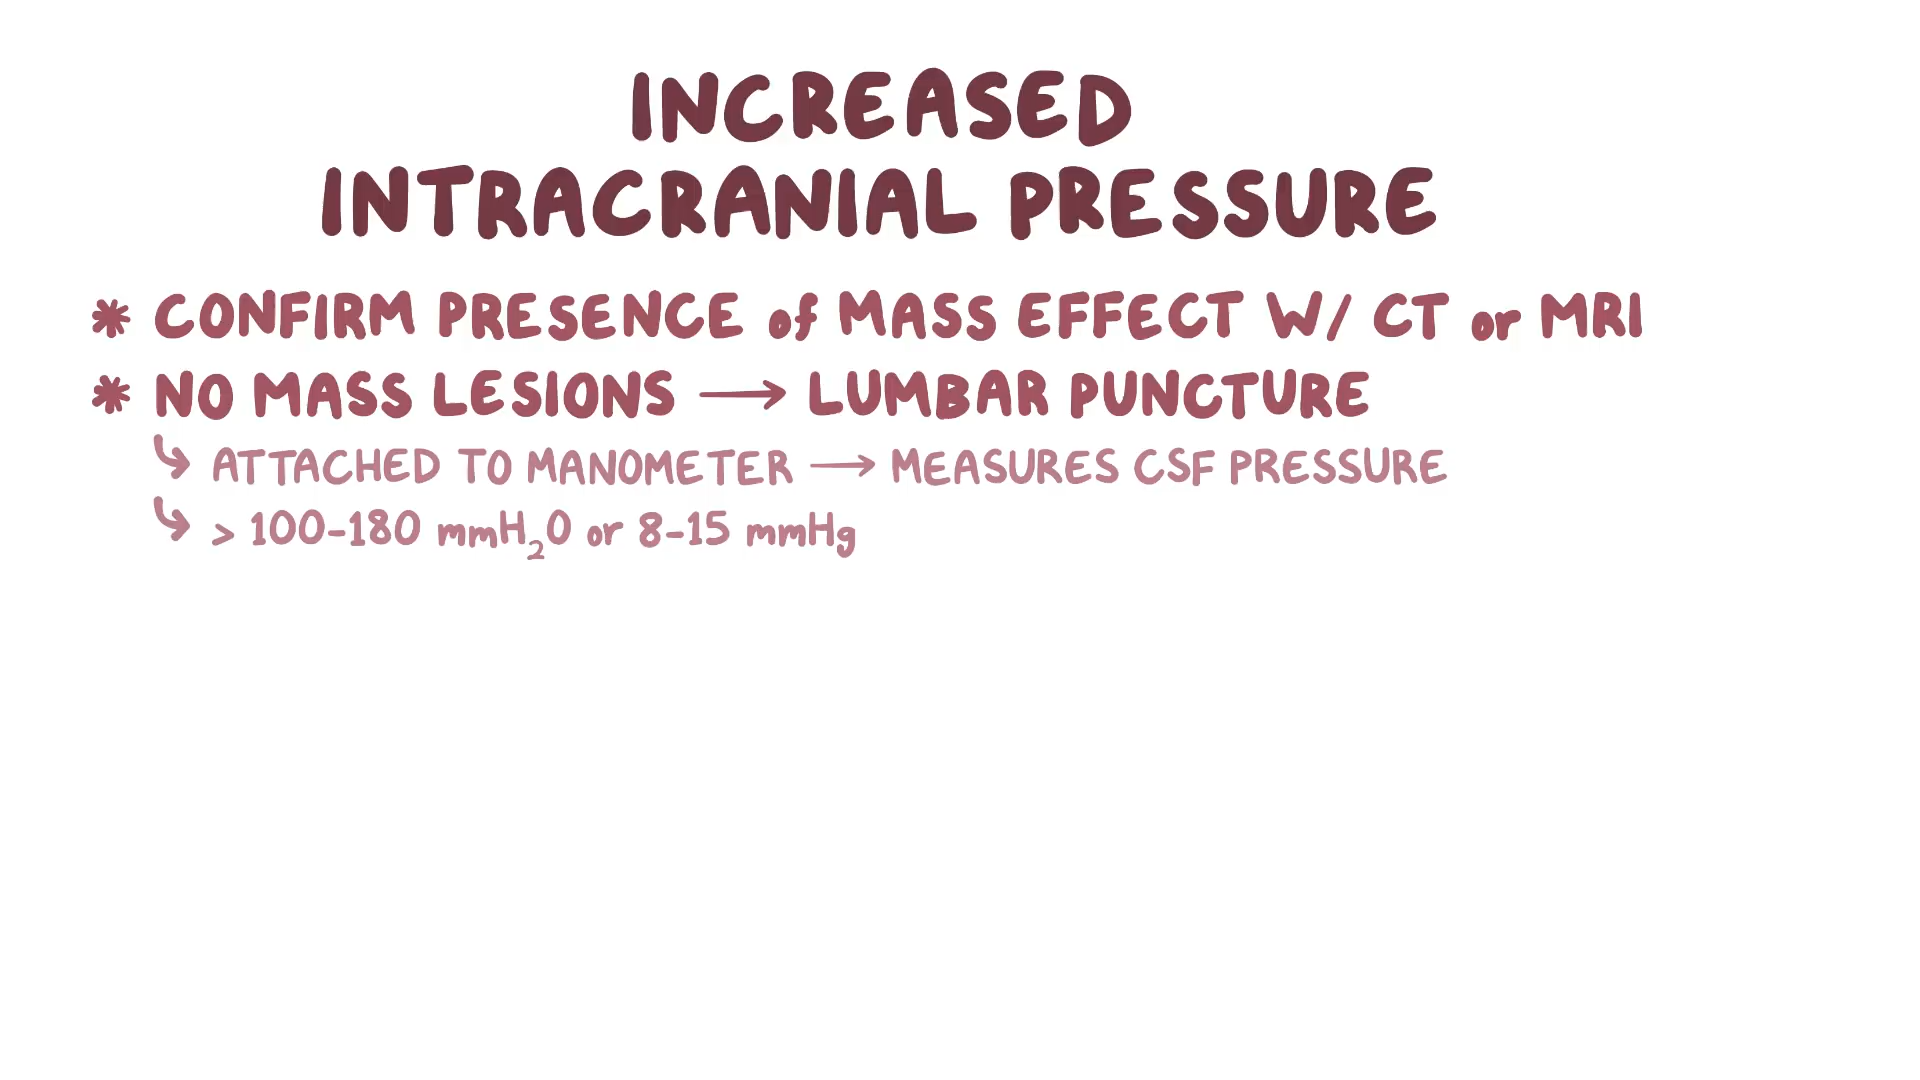 INCREASED
INTRACRANIAL PRESSURE
* CONFIRM PRESENCE of MASS EFFECT W/ CT or MRI
* NO MASS LESIONS → LUMBAR PUNCTURE
↳ ATTACHED TO MANOMETER → MEASURES CSF PRESSURE
↳ > 100-180 mmH₂O or 8-15 mmHg